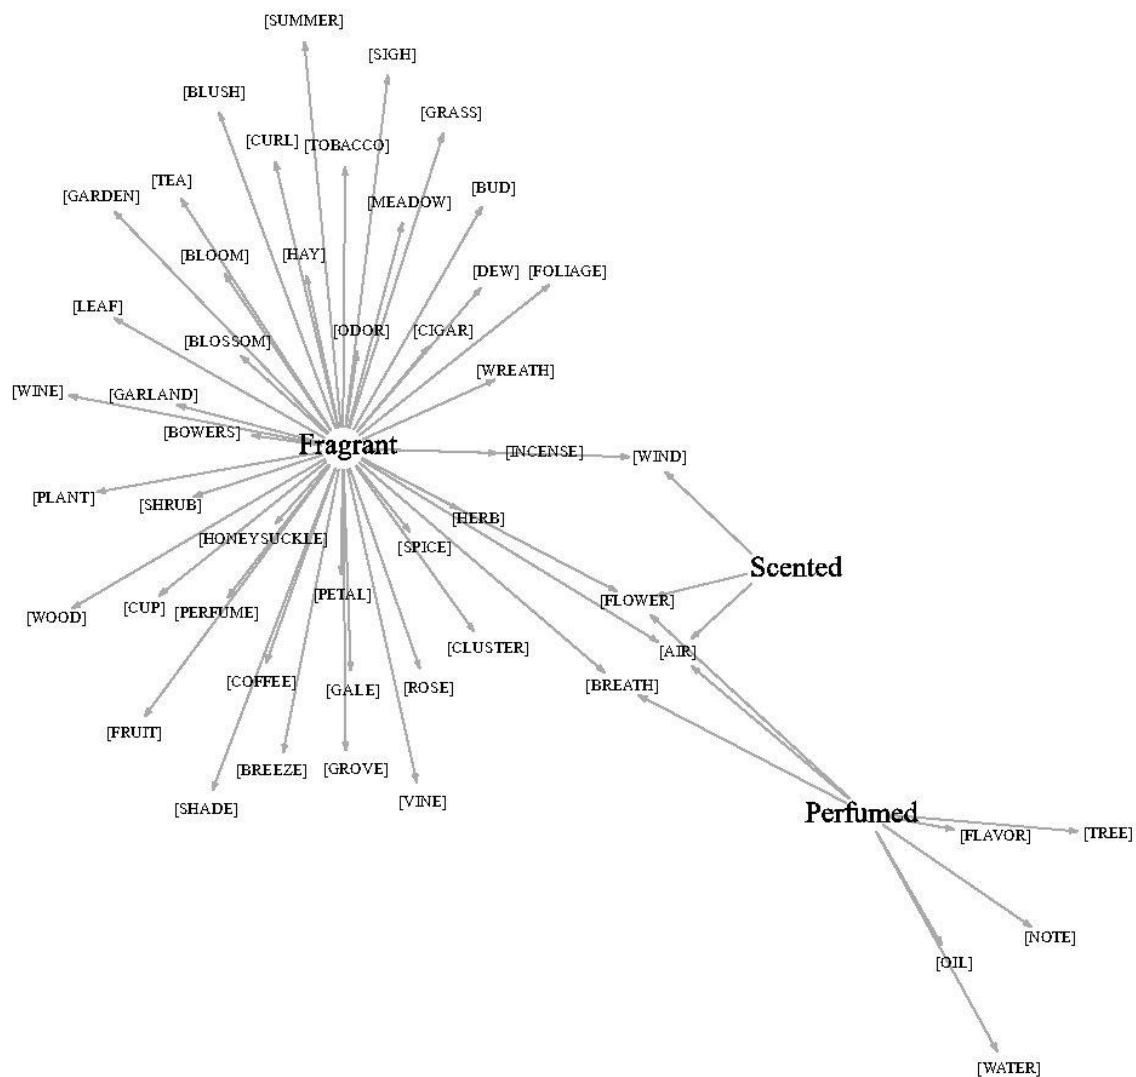 [SUMMER]
[SIGH]
[BLUSH]
[GRASS]
[CURL]
[TOBACCO]
[TEA]
[BUD]
[GARDEN]
[MEADOW]
[BLOOM]
[HAY]
[DEW]
[FOLIAGE]
[LEAF]
[ODOR]
[CIGAR]
[BLOSSOM]
[WREATH]
[WINE]
[GARLAND]
[BOWERS]
Fragrant
[INCENSE]
[WIND]
[PLANT]
[SHRUB]
[HERB]
[HONEYSUCKLE]
[SPICE]
Scented
[PETAL]
[FLOWER]
[CUP]
[PERFUME]
[WOOD]
[CLUSTER]
[AIR]
[COFFEE]
[BREATH]
[GALE]
[ROSE]
[FRUIT]
[BREEZE]
[GROVE]
[SHADE]
[VINE]
Perfumed
[FLAVOR]
[TREE]
[NOTE]
[OIL]
[WATER]